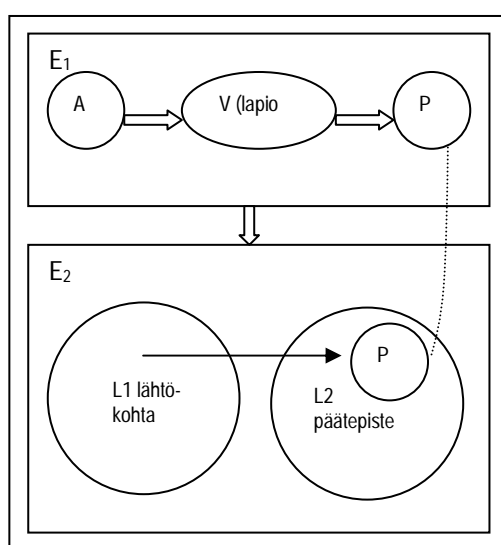 E₁
A
V (lapio
P
E₂
P
L1 lähtö-
kohta
L2
päätepiste